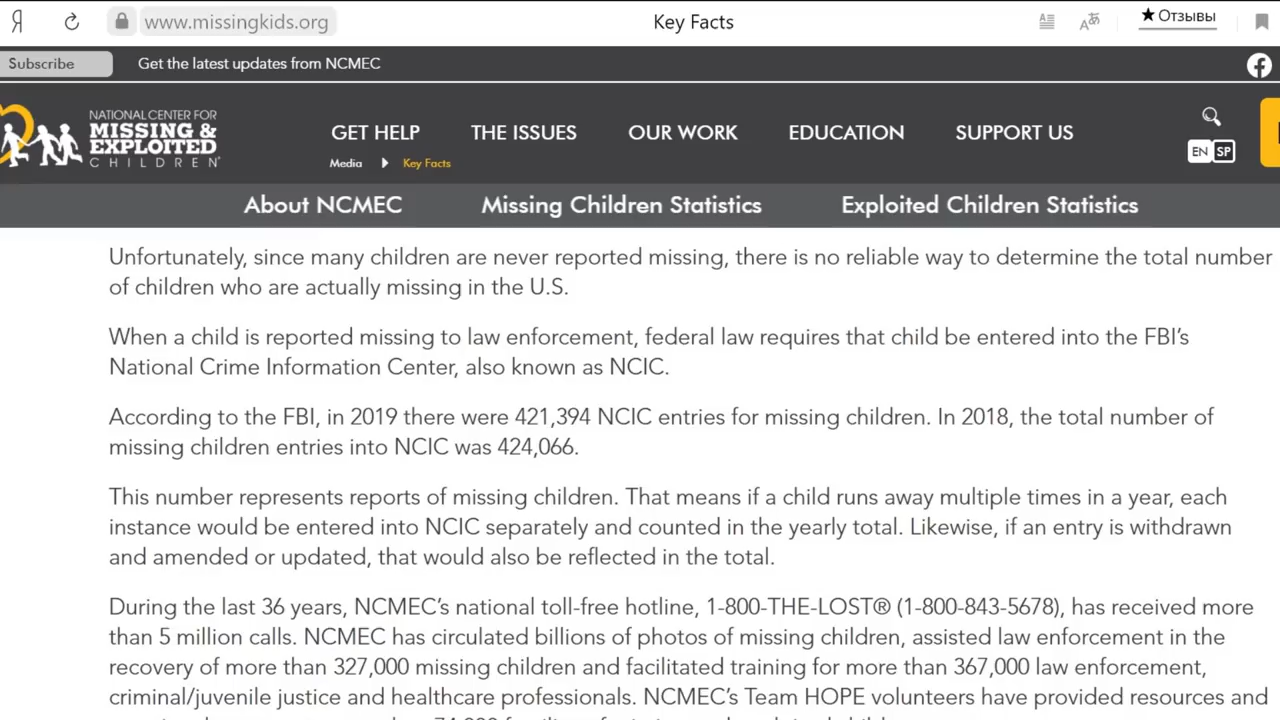 Я
www.missingkids.org
Key Facts
★ Отзывы
Subscribe
Get the latest updates from NCMEC
NATIONAL CENTER FOR
MISSING &
EXPLOITED
CHILDREN
GET HELP
THE ISSUES
OUR WORK
EDUCATION
SUPPORT US
EN SP
Media
Key Facts
About NCMEC
Missing Children Statistics
Exploited Children Statistics
Unfortunately, since many children are never reported missing, there is no reliable way to determine the total number
of children who are actually missing in the U.S.
When a child is reported missing to law enforcement, federal law requires that child be entered into the FBI's
National Crime Information Center, also known as NCIC.
According to the FBI, in 2019 there were 421,394 NCIC entries for missing children. In 2018, the total number of
missing children entries into NCIC was 424,066.
This number represents reports of missing children. That means if a child runs away multiple times in a year, each
instance would be entered into NCIC separately and counted in the yearly total. Likewise, if an entry is withdrawn
and amended or updated, that would also be reflected in the total.
During the last 36 years, NCMEC's national toll-free hotline, 1-800-THE-LOST® (1-800-843-5678), has received more
than 5 million calls. NCMEC has circulated billions of photos of missing children, assisted law enforcement in the
recovery of more than 327,000 missing children and facilitated training for more than 367,000 law enforcement,
criminal/juvenile justice and healthcare professionals. NCMEC's Team HOPE volunteers have provided resources and